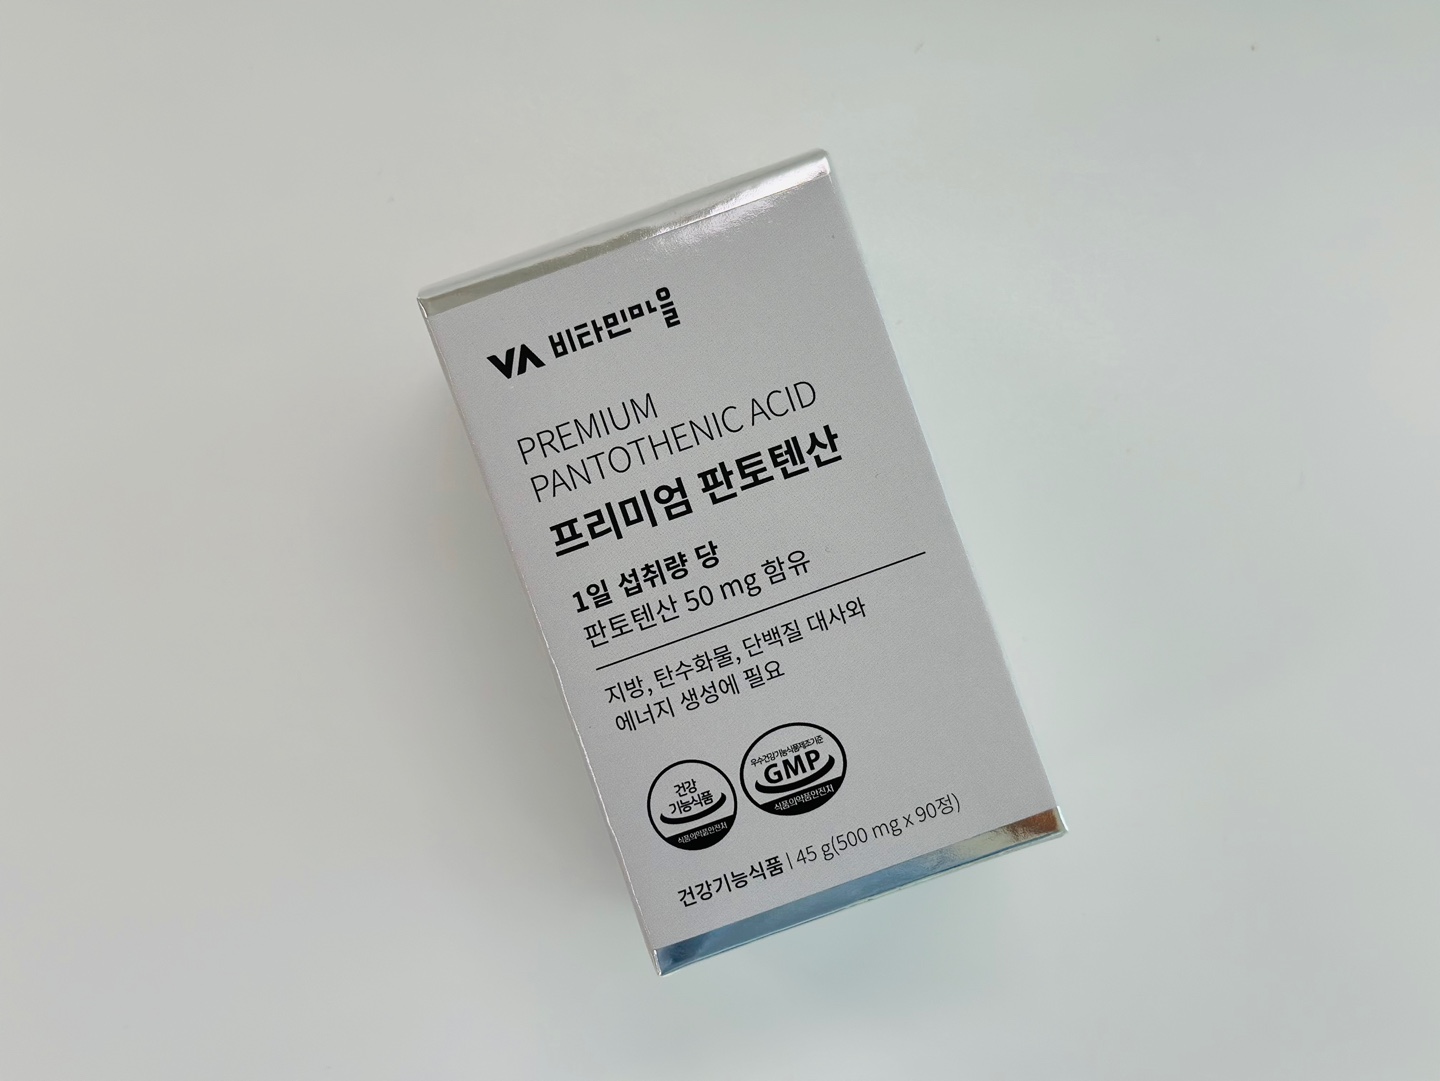 VA 비타민마을
PREMIUM
PANTOTHENIC ACID
프리미엄 판토텐산
1일 섭취량 당
판토텐산 50 mg 함유
지방, 탄수화물, 단백질 대사와
에너지 생성에 필요
건강
기능식품
식품의약품안전처
우수건강기능식품제조기준
GMP
식품의약품안전처
건강기능식품 | 45 g(500 mg x 90정)